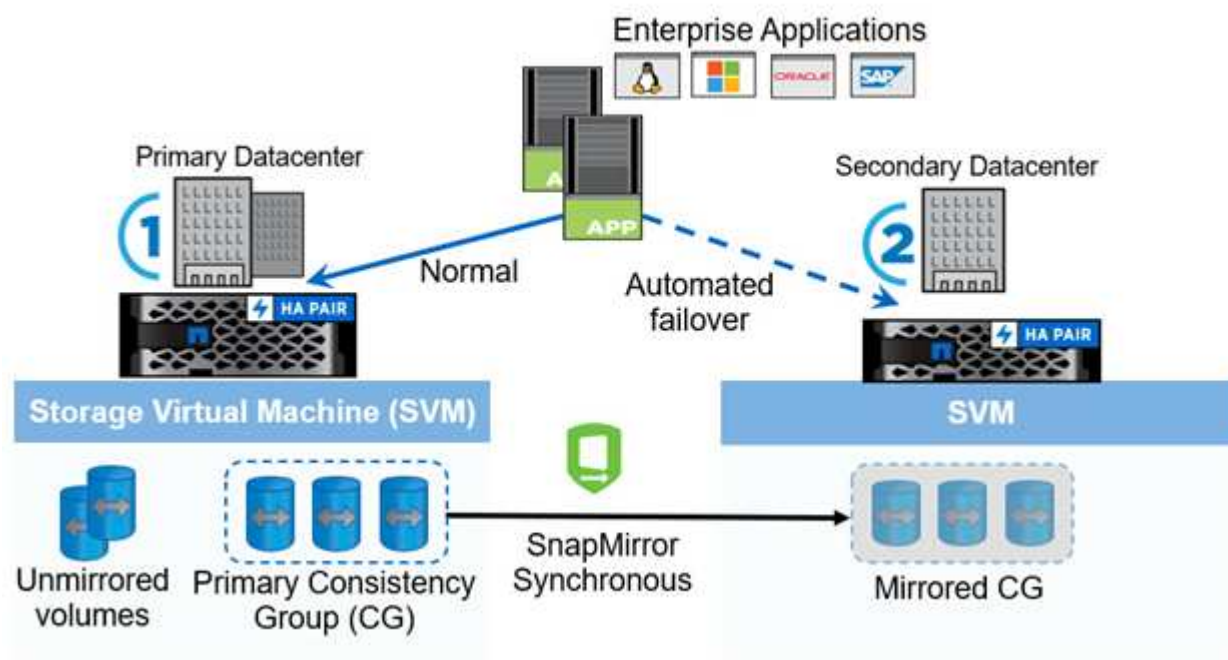 Enterprise Applications
ORACLE
SAP
Primary Datacenter
1
A
APP
Secondary Datacenter
2
Normal
Automated
failover
HA PAIR
HA PAIR
Storage Virtual Machine (SVM)
SVM
Unmirrored
volumes
Primary Consistency
Group (CG)
SnapMirror
Synchronous
Mirrored CG